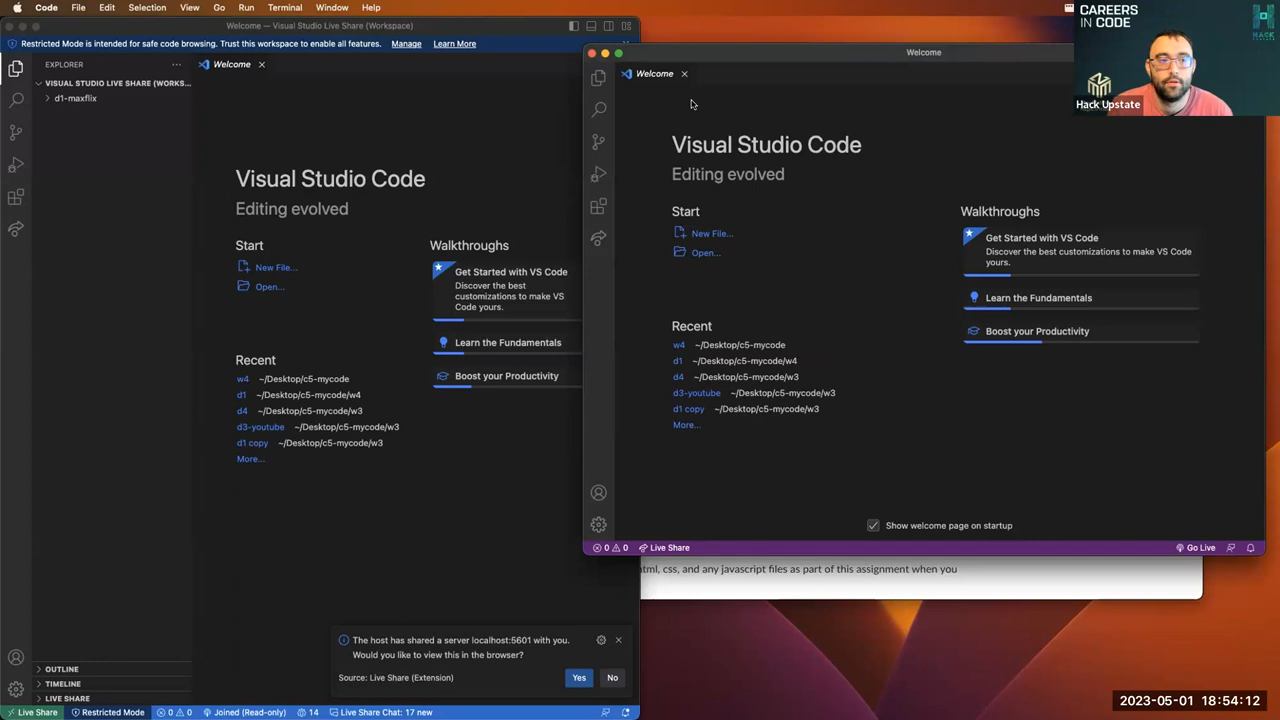 Code File Edit Selection View Go Run Terminal Window Help
Welcome — Visual Studio Live Share (Workspace)
Restricted Mode is intended for safe code browsing. Trust this workspace to enable all features. Manage Learn More
EXPLORER
Welcome
VISUAL STUDIO LIVE SHARE (WORKS...
d1-maxflix
Visual Studio Code
Editing evolved
Start
New File...
Open...
Recent
w4 ~/Desktop/c5-mycode
d1 ~/Desktop/c5-mycode/w4
d4 ~/Desktop/c5-mycode/w3
d3-youtube ~/Desktop/c5-mycode/w3
d1 copy ~/Desktop/c5-mycode/w3
More...
Walkthroughs
Get Started with VS Code
Discover the best
customizations to make VS
Code yours.
Learn the Fundamentals
Boost your Productivity
The host has shared a server localhost:5601 with you.
Would you like to view this in the browser?
Source: Live Share (Extension)
Yes
No
OUTLINE
TIMELINE
LIVE SHARE
Live Share Restricted Mode 0 0 Joined (Read-only) 14 Live Share Chat: 17 new
Welcome
Welcome
Visual Studio Code
Editing evolved
Start
New File...
Open...
Recent
w4 ~/Desktop/c5-mycode
d1 ~/Desktop/c5-mycode/w4
d4 ~/Desktop/c5-mycode/w3
d3-youtube ~/Desktop/c5-mycode/w3
d1 copy ~/Desktop/c5-mycode/w3
More...
Walkthroughs
Get Started with VS Code
Discover the best customizations to make VS Code
yours.
Learn the Fundamentals
Boost your Productivity
Show welcome page on startup
0 0 Live Share Go Live
html, css, and any javascript files as part of this assignment when you
CAREERS
IN CODE
HACK
UPSTATE
Hack Upstate
2023-05-01 18:54:12